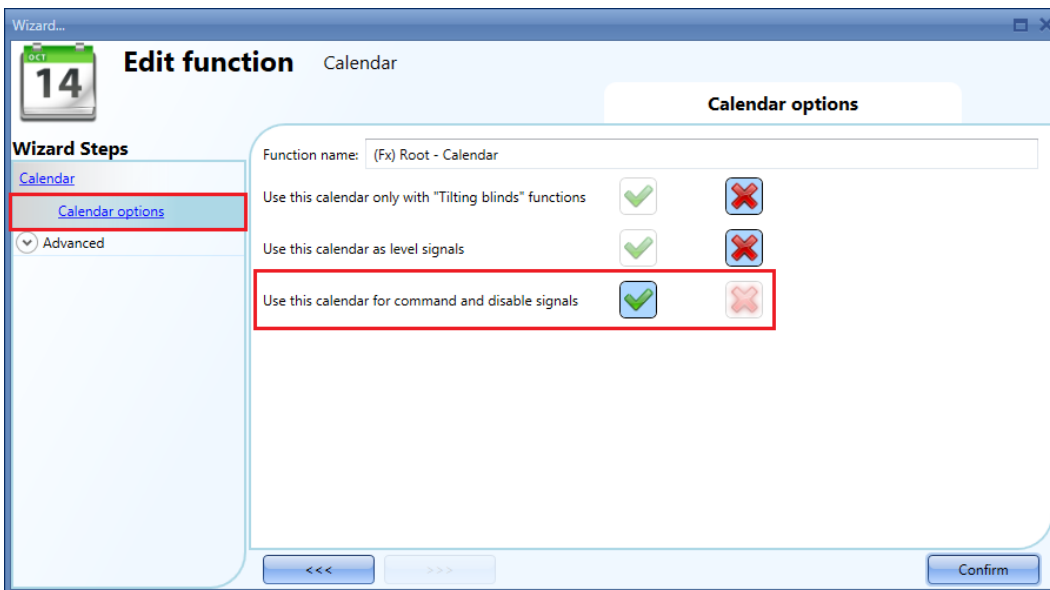 Wizard...
OCT
14
Edit function Calendar
Calendar options
Wizard Steps
Calendar
Calendar options
Advanced
Function name: (Fx) Root - Calendar
Use this calendar only with "Tilting blinds" functions
Use this calendar as level signals
Use this calendar for command and disable signals
<<< >>> Confirm